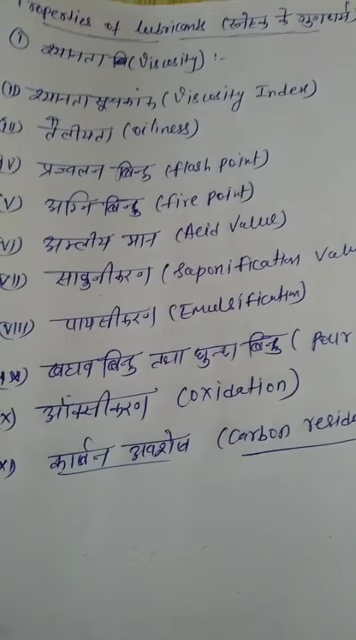 Properties of lubricants (स्नेहक के गुणधर्म)
(I) श्यानता (Viscosity) :-
(II) श्यानता सूचकांक (Viscosity Index)
III) तैलीयता (oiliness)
IV) प्रज्वलन बिन्दु (flash point)
(V) अग्नि बिन्दु (fire point)
VI) अम्लीय मान (Acid Value)
VII) साबुनीकरण (Saponification Valu
(VIII) पायसीकरण (Emulsification)
IX) बहाव बिन्दु तथा धुन्ध बिन्दु (pour
X) ऑक्सीकरण (oxidation)
XI) कार्बन अवशेष (Carbon resid